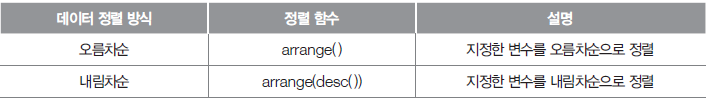 데이터 정렬 방식 정렬 함수 설명
오름차순 arrange() 지정한 변수를 오름차순으로 정렬
내림차순 arrange(desc()) 지정한 변수를 내림차순으로 정렬